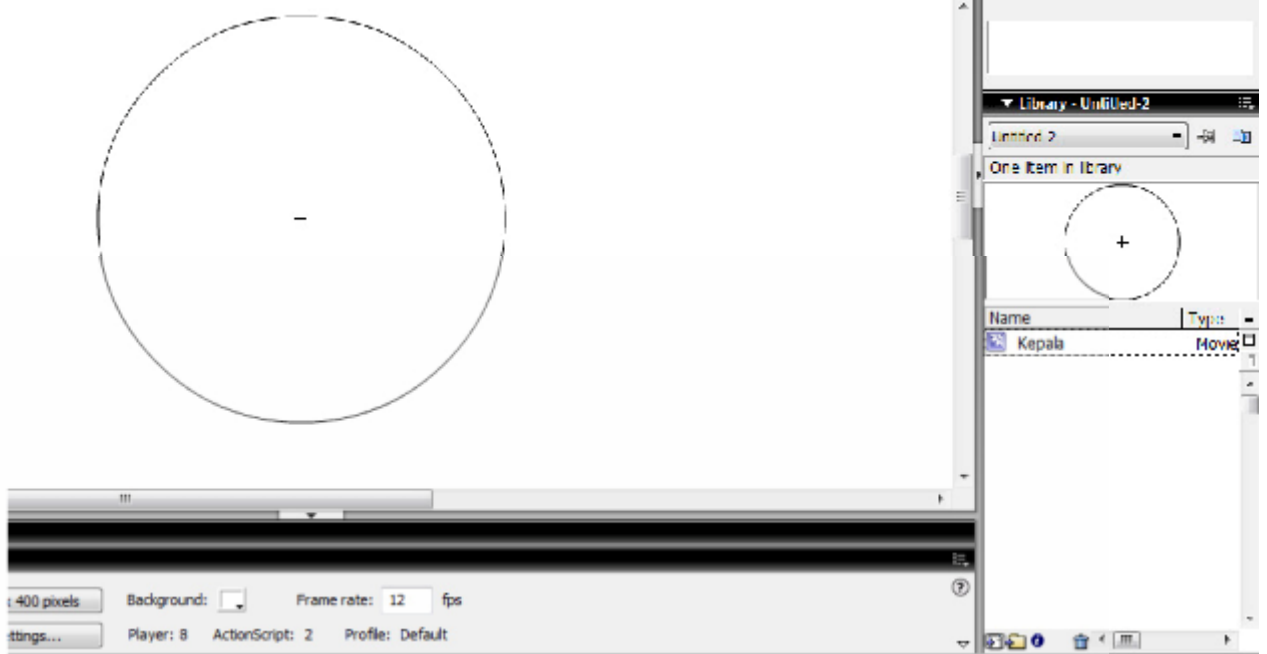 Library - Untitled-2
Untitled-2
One item in library
Name Type
Kepala Movie
400 pixels Background: Frame rate: 12 fps
ettings... Player: 8 ActionScript: 2 Profile: Default